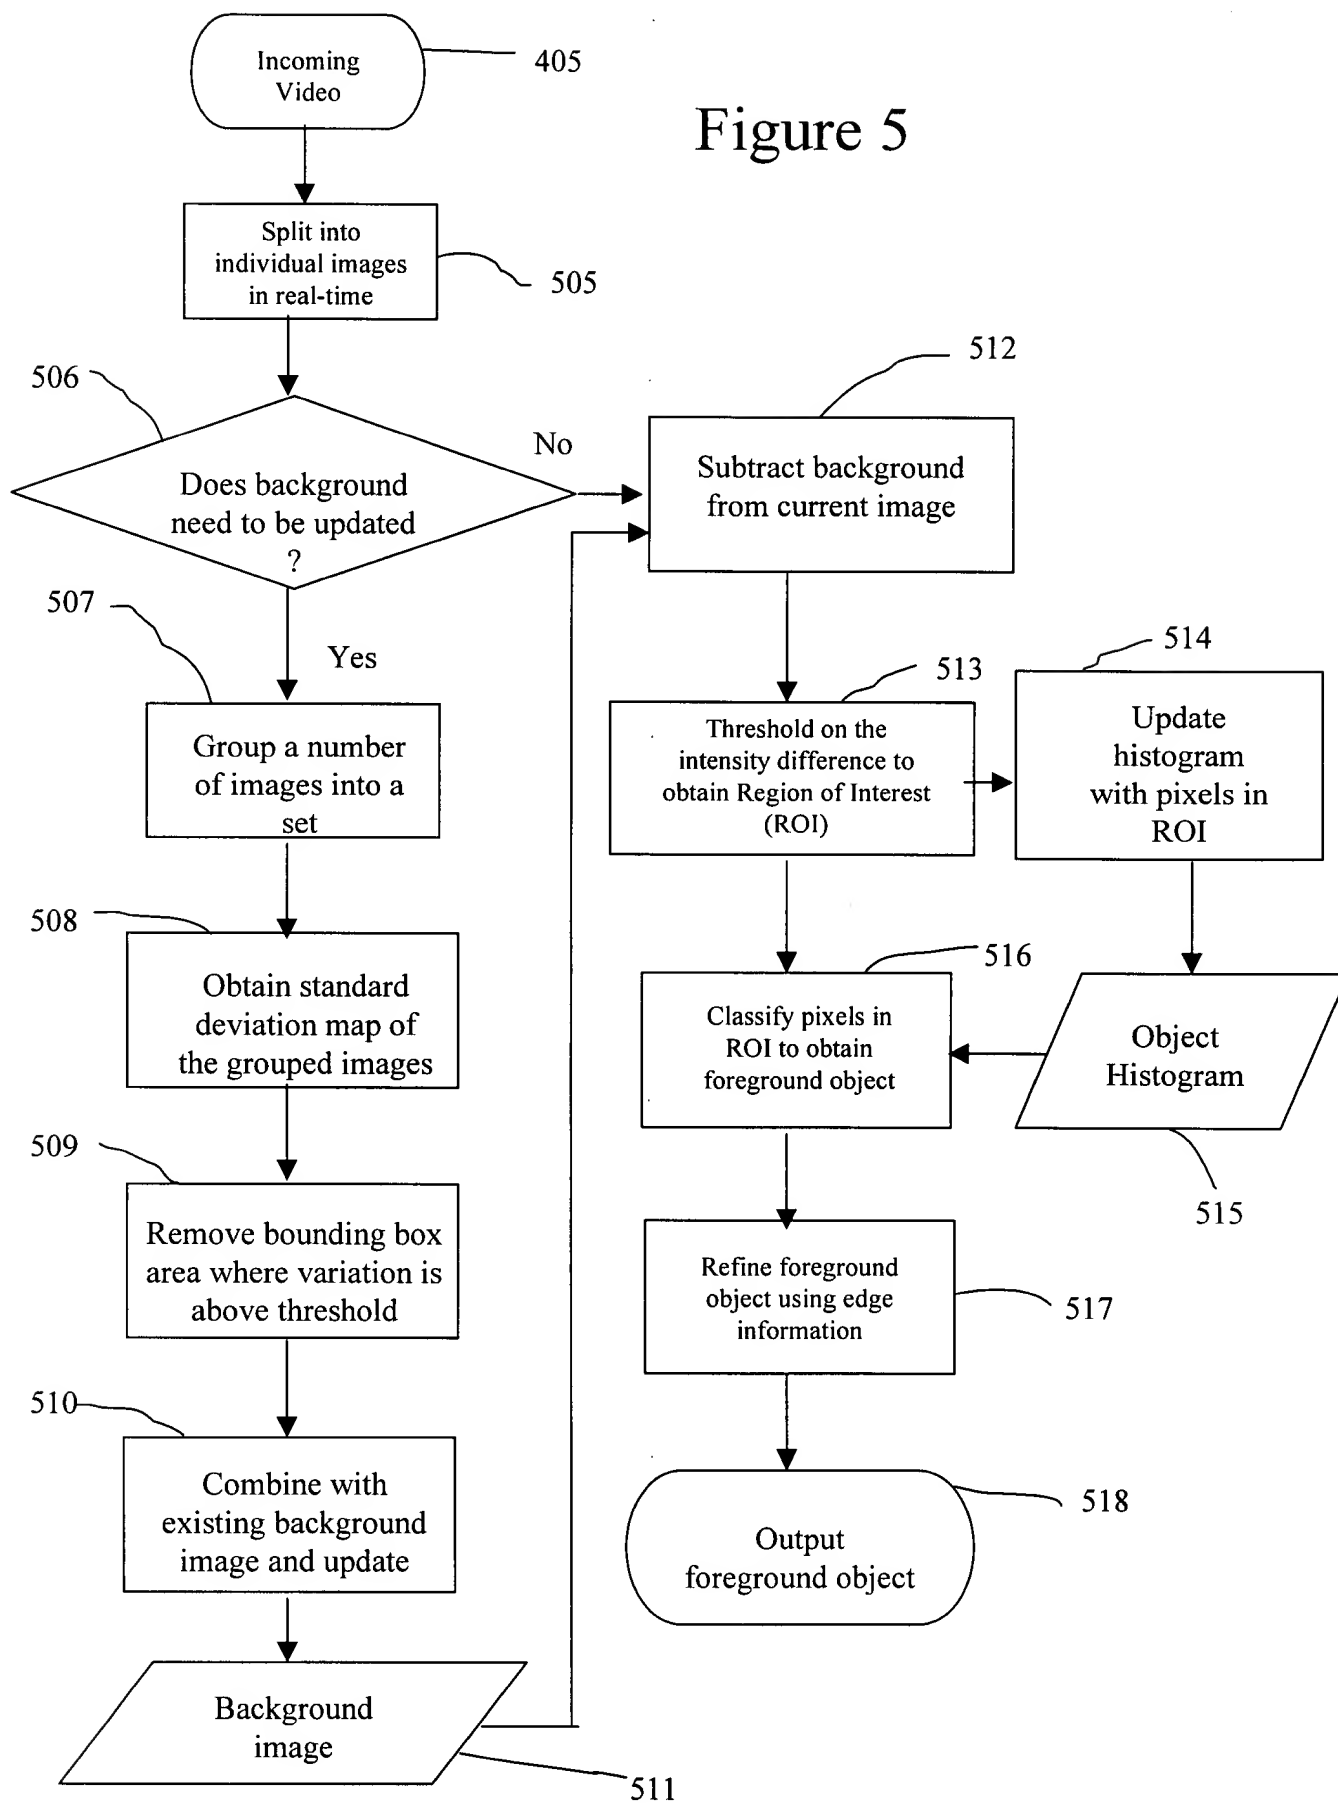 Incoming
Video
405
Figure 5
Split into
individual images
in real-time
505
506
Does background
need to be updated
?
No
Yes
507
Group a number
of images into a
set
508
Obtain standard
deviation map of
the grouped images
509
Remove bounding box
area where variation is
above threshold
510
Combine with
existing background
image and update
Background
image
511
512
Subtract background
from current image
513
Threshold on the
intensity difference to
obtain Region of Interest
(ROI)
514
Update
histogram
with pixels in
ROI
Object
Histogram
515
516
Classify pixels in
ROI to obtain
foreground object
Refine foreground
object using edge
information
517
Output
foreground object
518